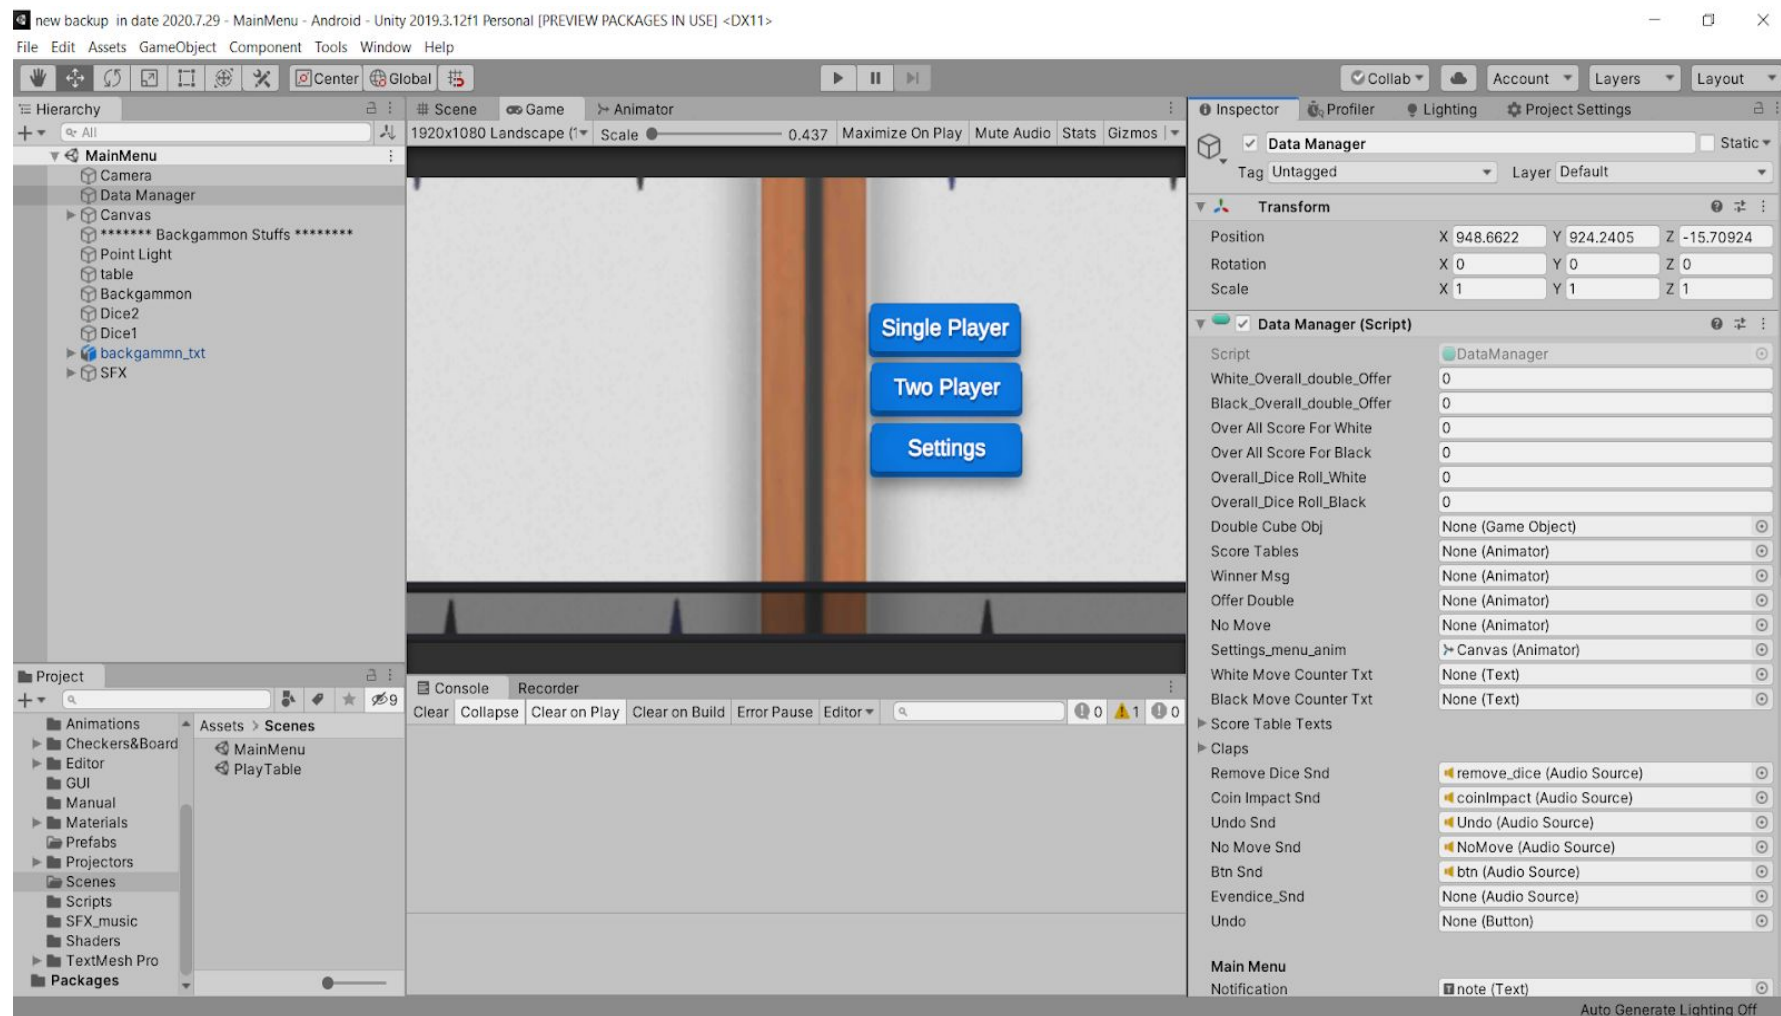 new backup in date 2020.7.29 - MainMenu - Android - Unity 2019.3.12f1 Personal [PREVIEW PACKAGES IN USE] <DX11>
File Edit Assets GameObject Component Tools Window Help
Center Global Collab Account Layers Layout
Hierarchy
All
MainMenu
Camera
Data Manager
Canvas
******* Backgammon Stuffs ********
Point Light
table
Backgammon
Dice2
Dice1
backgammn_txt
SFX
Scene Game Animator
1920x1080 Landscape (1 Scale 0.437 Maximize On Play Mute Audio Stats Gizmos
Single Player
Two Player
Settings
Project
9
Animations
Checkers&Board
Editor
GUI
Manual
Materials
Prefabs
Projectors
Scenes
Scripts
SFX_music
Shaders
TextMesh Pro
Packages
Assets > Scenes
MainMenu
PlayTable
Console Recorder
Clear Collapse Clear on Play Clear on Build Error Pause Editor 0 1 0
Inspector Profiler Lighting Project Settings
Data Manager Static
Tag Untagged Layer Default
Transform
Position X 948.6622 Y 924.2405 Z -15.70924
Rotation X 0 Y 0 Z 0
Scale X 1 Y 1 Z 1
Data Manager (Script)
Script DataManager
White_Overall_double_Offer 0
Black_Overall_double_Offer 0
Over All Score For White 0
Over All Score For Black 0
Overall_Dice Roll_White 0
Overall_Dice Roll_Black 0
Double Cube Obj None (Game Object)
Score Tables None (Animator)
Winner Msg None (Animator)
Offer Double None (Animator)
No Move None (Animator)
Settings_menu_anim Canvas (Animator)
White Move Counter Txt None (Text)
Black Move Counter Txt None (Text)
Score Table Texts
Claps
Remove Dice Snd remove_dice (Audio Source)
Coin Impact Snd coinImpact (Audio Source)
Undo Snd Undo (Audio Source)
No Move Snd NoMove (Audio Source)
Btn Snd btn (Audio Source)
Evendice_Snd None (Audio Source)
Undo None (Button)
Main Menu
Notification note (Text)
Auto Generate Lighting Off